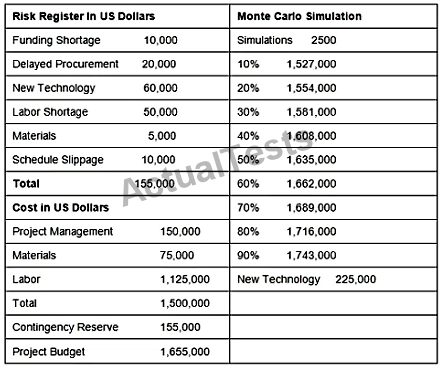 Risk Register in US Dollars Monte Carlo Simulation
Funding Shortage 10,000 Simulations 2500
Delayed Procurement 20,000 10% 1,527,000
New Technology 60,000 20% 1,554,000
Labor Shortage 50,000 30% 1,581,000
Materials 5,000 40% 1,608,000
Schedule Slippage 10,000 50% 1,635,000
Total 155,000 60% 1,662,000
Cost in US Dollars 70% 1,689,000
Project Management 150,000 80% 1,716,000
Materials 75,000 90% 1,743,000
Labor 1,125,000 New Technology 225,000
Total 1,500,000
Contingency Reserve 155,000
Project Budget 1,655,000
ActualTests